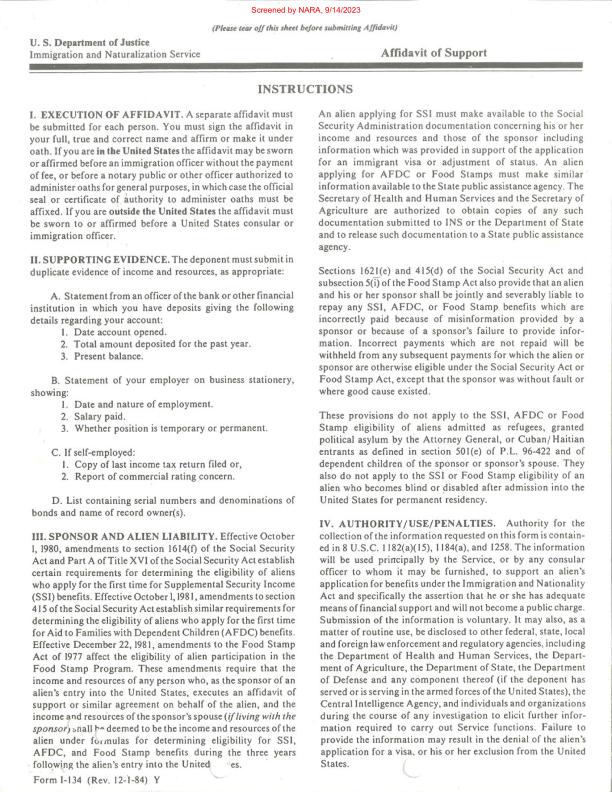 Screened by NARA, 9/14/2023
(Please tear off this sheet before submitting Affidavit)
U. S. Department of Justice
Immigration and Naturalization Service
Affidavit of Support
INSTRUCTIONS
I. EXECUTION OF AFFIDAVIT. A separate affidavit must
be submitted for each person. You must sign the affidavit in
your full, true and correct name and affirm or make it under
oath. If you are in the United States the affidavit may be sworn
or affirmed before an immigration officer without the payment
of fee, or before a notary public or other officer authorized to
administer oaths for general purposes, in which case the official
seal or certificate of authority to administer oaths must be
affixed. If you are outside the United States the affidavit must
be sworn to or affirmed before a United States consular or
immigration officer.
II. SUPPORTING EVIDENCE. The deponent must submit in
duplicate evidence of income and resources, as appropriate:
A. Statement from an officer of the bank or other financial
institution in which you have deposits giving the following
details regarding your account:
1. Date account opened.
2. Total amount deposited for the past year.
3. Present balance.
B. Statement of your employer on business stationery,
showing:
1. Date and nature of employment.
2. Salary paid.
3. Whether position is temporary or permanent.
C. If self-employed:
1. Copy of last income tax return filed or,
2. Report of commercial rating concern.
D. List containing serial numbers and denominations of
bonds and name of record owner(s).
III. SPONSOR AND ALIEN LIABILITY. Effective October
1, 1980, amendments to section 1614(f) of the Social Security
Act and Part A of Title XVI of the Social Security Act establish
certain requirements for determining the eligibility of aliens
who apply for the first time for Supplemental Security Income
(SSI) benefits. Effective October 1, 1981, amendments to section
415 of the Social Security Act establish similar requirements for
determining the eligibility of aliens who apply for the first time
for Aid to Families with Dependent Children (AFDC) benefits.
Effective December 22, 1981, amendments to the Food Stamp
Act of 1977 affect the eligibility of alien participation in the
Food Stamp Program. These amendments require that the
income and resources of any person who, as the sponsor of an
alien's entry into the United States, executes an affidavit of
support or similar agreement on behalf of the alien, and the
income and resources of the sponsor's spouse (if living with the
sponsor) shall be deemed to be the income and resources of the
alien under formulas for determining eligibility for SSI,
AFDC, and Food Stamp benefits during the three years
following the alien's entry into the United es.
Form I-134 (Rev. 12-1-84) Y
An alien applying for SSI must make available to the Social
Security Administration documentation concerning his or her
income and resources and those of the sponsor including
information which was provided in support of the application
for an immigrant visa or adjustment of status. An alien
applying for AFDC or Food Stamps must make similar
information available to the State public assistance agency. The
Secretary of Health and Human Services and the Secretary of
Agriculture are authorized to obtain copies of any such
documentation submitted to INS or the Department of State
and to release such documentation to a State public assistance
agency.
Sections 1621(e) and 415(d) of the Social Security Act and
subsection 5(i) of the Food Stamp Act also provide that an alien
and his or her sponsor shall be jointly and severably liable to
repay any SSI, AFDC, or Food Stamp benefits which are
incorrectly paid because of misinformation provided by a
sponsor or because of a sponsor's failure to provide infor-
mation. Incorrect payments which are not repaid will be
withheld from any subsequent payments for which the alien or
sponsor are otherwise eligible under the Social Security Act or
Food Stamp Act, except that the sponsor was without fault or
where good cause existed.
These provisions do not apply to the SSI, AFDC or Food
Stamp eligibility of aliens admitted as refugees, granted
political asylum by the Attorney General, or Cuban/Haitian
entrants as defined in section 501(e) of P.L. 96-422 and of
dependent children of the sponsor or sponsor's spouse. They
also do not apply to the SSI or Food Stamp eligibility of an
alien who becomes blind or disabled after admission into the
United States for permanent residency.
IV. AUTHORITY/USE/PENALTIES. Authority for the
collection of the information requested on this form is contain-
ed in 8 U.S.C. 1182(a)(15), 1184(a), and 1258. The information
will be used principally by the Service, or by any consular
officer to whom it may be furnished, to support an alien's
application for benefits under the Immigration and Nationality
Act and specifically the assertion that he or she has adequate
means of financial support and will not become a public charge.
Submission of the information is voluntary. It may also, as a
matter of routine use, be disclosed to other federal, state, local
and foreign law enforcement and regulatory agencies, including
the Department of Health and Human Services, the Depart-
ment of Agriculture, the Department of State, the Department
of Defense and any component thereof (if the deponent has
served or is serving in the armed forces of the United States), the
Central Intelligence Agency, and individuals and organizations
during the course of any investigation to elicit further infor-
mation required to carry out Service functions. Failure to
provide the information may result in the denial of the alien's
application for a visa, or his or her exclusion from the United
States.